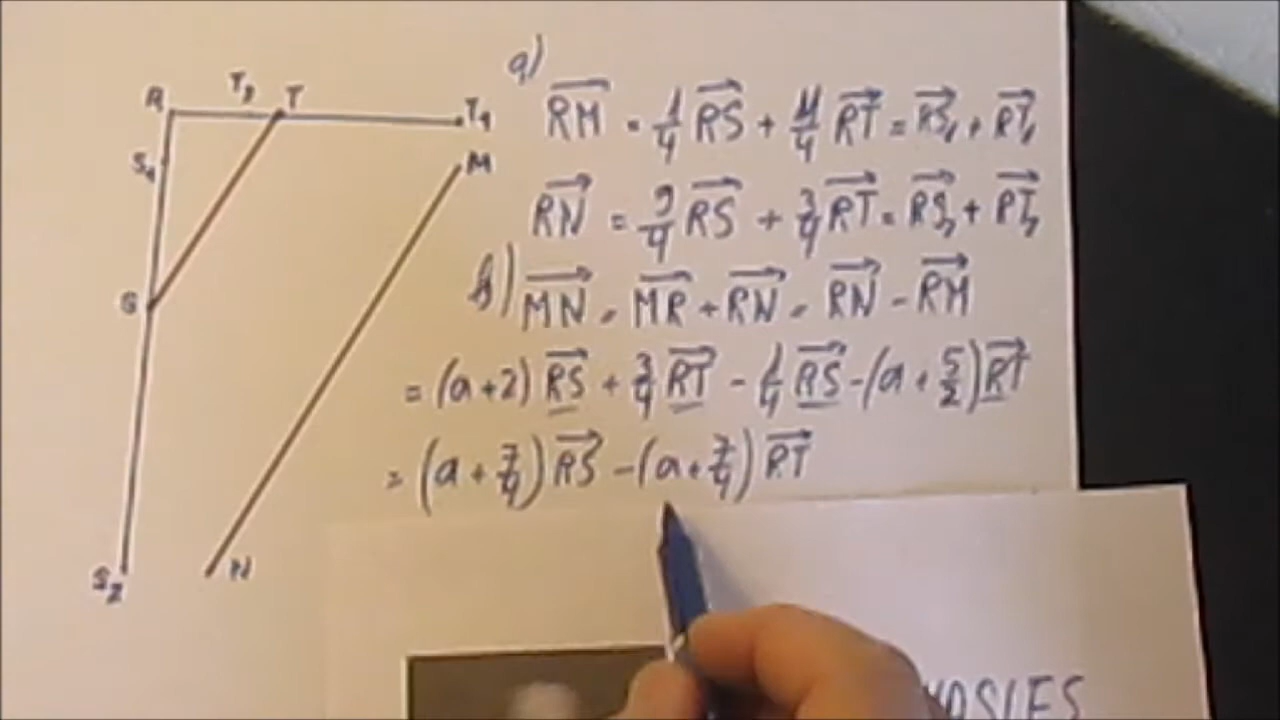 a)
RM = 1/4 RS + 11/4 RT = RS₁ + RT₁
RN = 9/4 RS + 3/4 RT = RS₂ + RT₂
b) MN = MR + RN = RN - RM
= (a + 2) RS + 3/4 RT - 1/4 RS - (a + 5/2) RT
= (a + 7/4) RS - (a + 7/4) RT
R
T₂
T
T₁
S₁
M
S
N
S₂